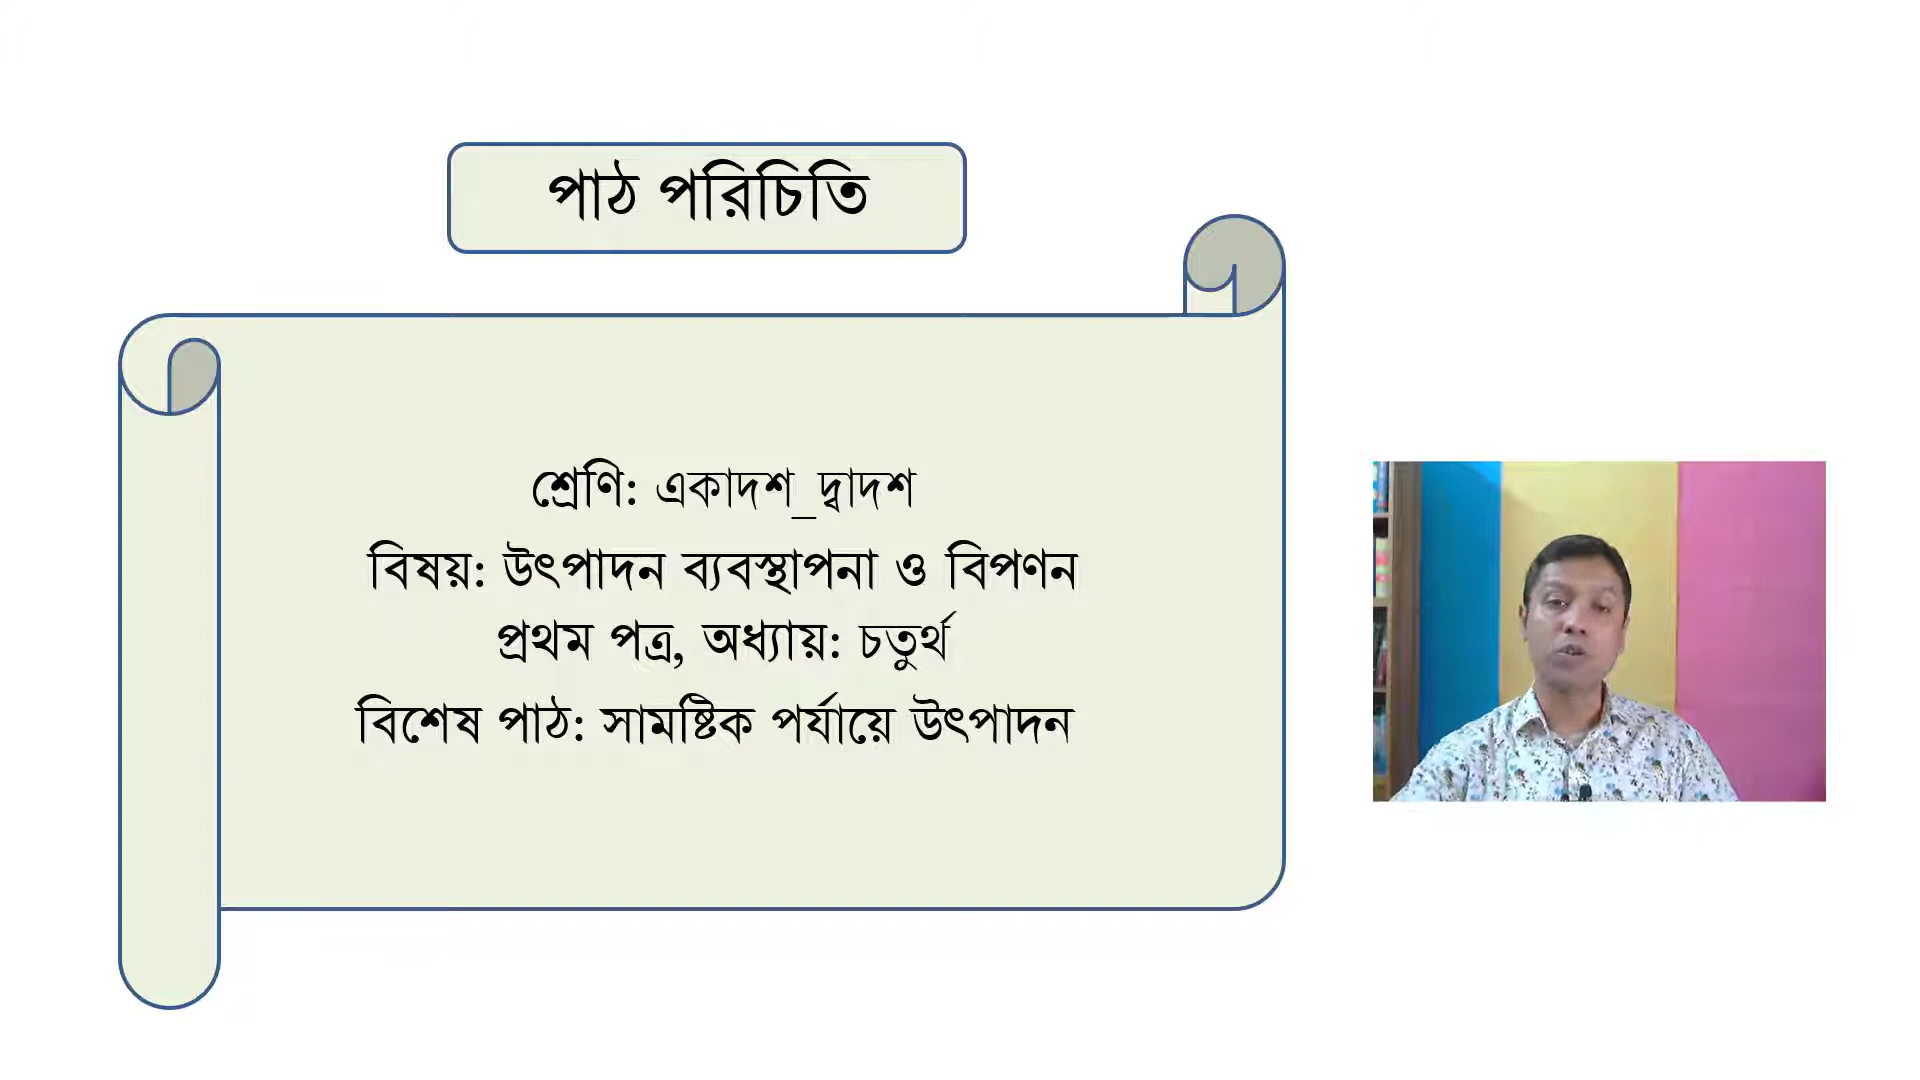 পাঠ পরিচিতি
শ্রেণি: একাদশ_দ্বাদশ
বিষয়: উৎপাদন ব্যবস্থাপনা ও বিপণন
প্রথম পত্র, অধ্যায়: চতুর্থ
বিশেষ পাঠ: সামষ্টিক পর্যায়ে উৎপাদন